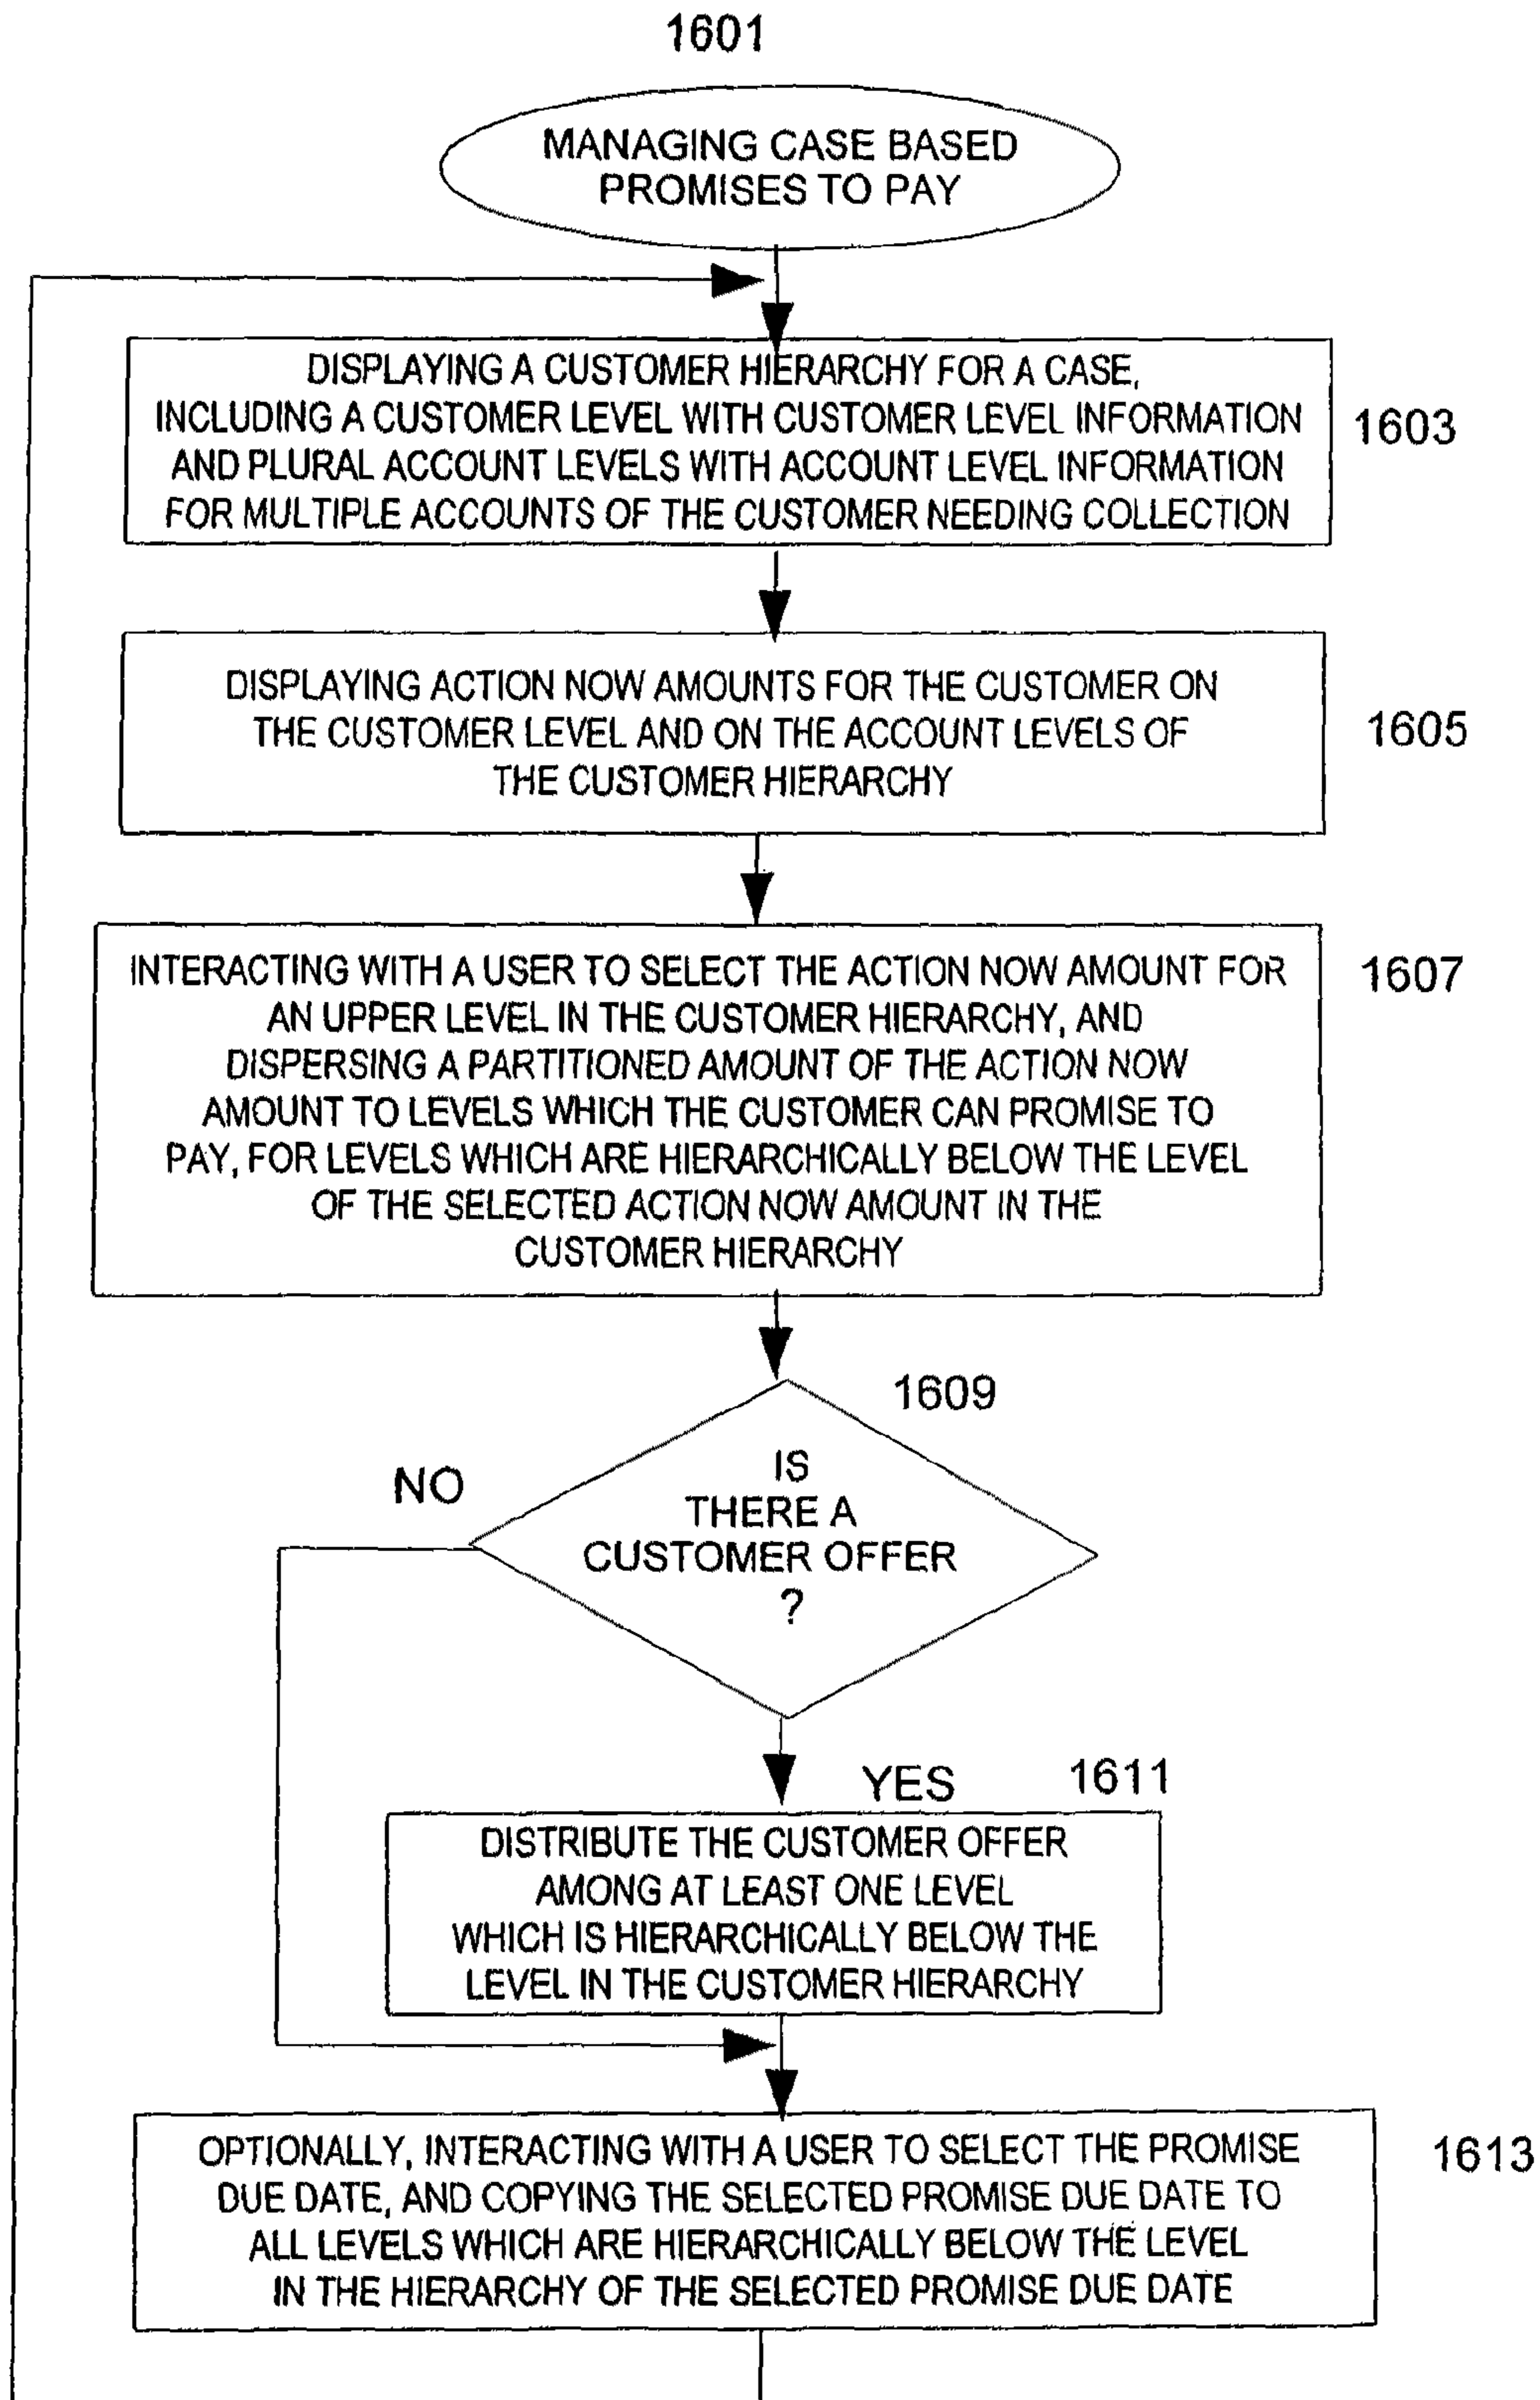 1601
MANAGING CASE BASED
PROMISES TO PAY
DISPLAYING A CUSTOMER HIERARCHY FOR A CASE,
INCLUDING A CUSTOMER LEVEL WITH CUSTOMER LEVEL INFORMATION
AND PLURAL ACCOUNT LEVELS WITH ACCOUNT LEVEL INFORMATION
FOR MULTIPLE ACCOUNTS OF THE CUSTOMER NEEDING COLLECTION
1603
DISPLAYING ACTION NOW AMOUNTS FOR THE CUSTOMER ON
THE CUSTOMER LEVEL AND ON THE ACCOUNT LEVELS OF
THE CUSTOMER HIERARCHY
1605
INTERACTING WITH A USER TO SELECT THE ACTION NOW AMOUNT FOR
AN UPPER LEVEL IN THE CUSTOMER HIERARCHY, AND
DISPERSING A PARTITIONED AMOUNT OF THE ACTION NOW
AMOUNT TO LEVELS WHICH THE CUSTOMER CAN PROMISE TO
PAY, FOR LEVELS WHICH ARE HIERARCHICALLY BELOW THE LEVEL
OF THE SELECTED ACTION NOW AMOUNT IN THE
CUSTOMER HIERARCHY
1607
1609
NO
IS
THERE A
CUSTOMER OFFER
?
YES
1611
DISTRIBUTE THE CUSTOMER OFFER
AMONG AT LEAST ONE LEVEL
WHICH IS HIERARCHICALLY BELOW THE
LEVEL IN THE CUSTOMER HIERARCHY
OPTIONALLY, INTERACTING WITH A USER TO SELECT THE PROMISE
DUE DATE, AND COPYING THE SELECTED PROMISE DUE DATE TO
ALL LEVELS WHICH ARE HIERARCHICALLY BELOW THE LEVEL
IN THE HIERARCHY OF THE SELECTED PROMISE DUE DATE
1613